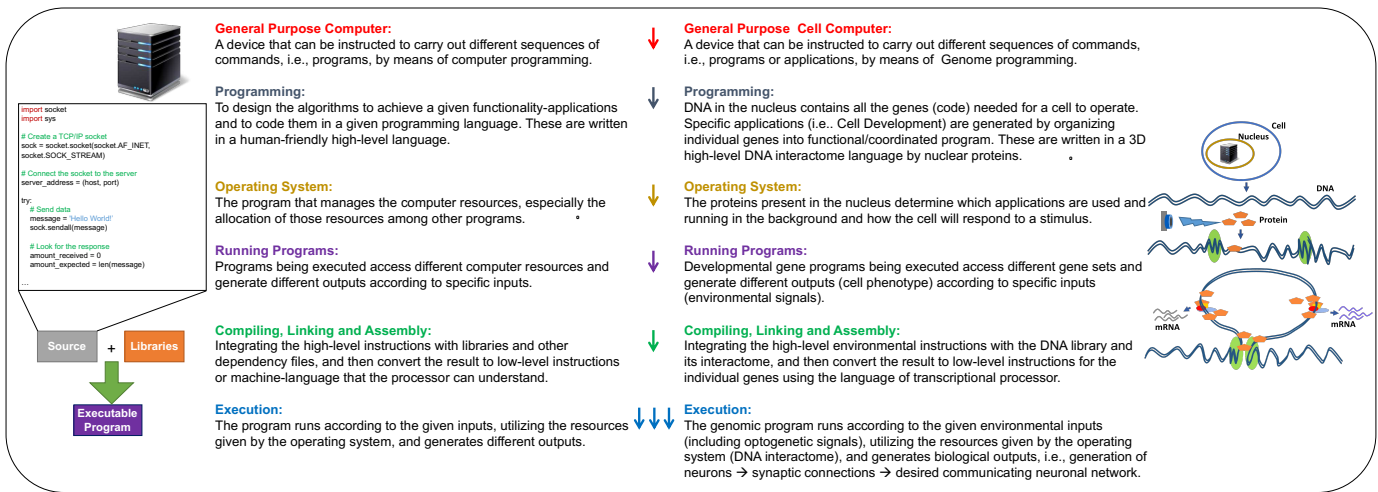 General Purpose Computer:
A device that can be instructed to carry out different sequences of
commands, i.e., programs, by means of computer programming.
Programming:
To design the algorithms to achieve a given functionality-applications
and to code them in a given programming language. These are written
in a human-friendly high-level language.
Operating System:
The program that manages the computer resources, especially the
allocation of those resources among other programs.
Running Programs:
Programs being executed access different computer resources and
generate different outputs according to specific inputs.
Compiling, Linking and Assembly:
Integrating the high-level instructions with libraries and other
dependency files, and then convert the result to low-level instructions
or machine-language that the processor can understand.
Execution:
The program runs according to the given inputs, utilizing the resources
given by the operating system, and generates different outputs.
import socket
import sys
# Create a TCP/IP socket
sock = socket.socket(socket.AF_INET,
socket.SOCK_STREAM)
# Connect the socket to the server
server_address = (host, port)
try:
# Send data
message = 'Hello World!'
sock.sendall(message)
# Look for the response
amount_received = 0
amount_expected = len(message)
...
Source
+
Libraries
Executable
Program
General Purpose Cell Computer:
A device that can be instructed to carry out different sequences of commands,
i.e., programs or applications, by means of Genome programming.
Programming:
DNA in the nucleus contains all the genes (code) needed for a cell to operate.
Specific applications (i.e.. Cell Development) are generated by organizing
individual genes into functional/coordinated program. These are written in a 3D
high-level DNA interactome language by nuclear proteins.
Operating System:
The proteins present in the nucleus determine which applications are used and
running in the background and how the cell will respond to a stimulus.
Running Programs:
Developmental gene programs being executed access different gene sets and
generate different outputs (cell phenotype) according to specific inputs
(environmental signals).
Compiling, Linking and Assembly:
Integrating the high-level environmental instructions with the DNA library and
its interactome, and then convert the result to low-level instructions for the
individual genes using the language of transcriptional processor.
Execution:
The genomic program runs according to the given environmental inputs
(including optogenetic signals), utilizing the resources given by the operating
system (DNA interactome), and generates biological outputs, i.e., generation of
neurons → synaptic connections → desired communicating neuronal network.
Cell
Nucleus
DNA
Protein
mRNA
mRNA